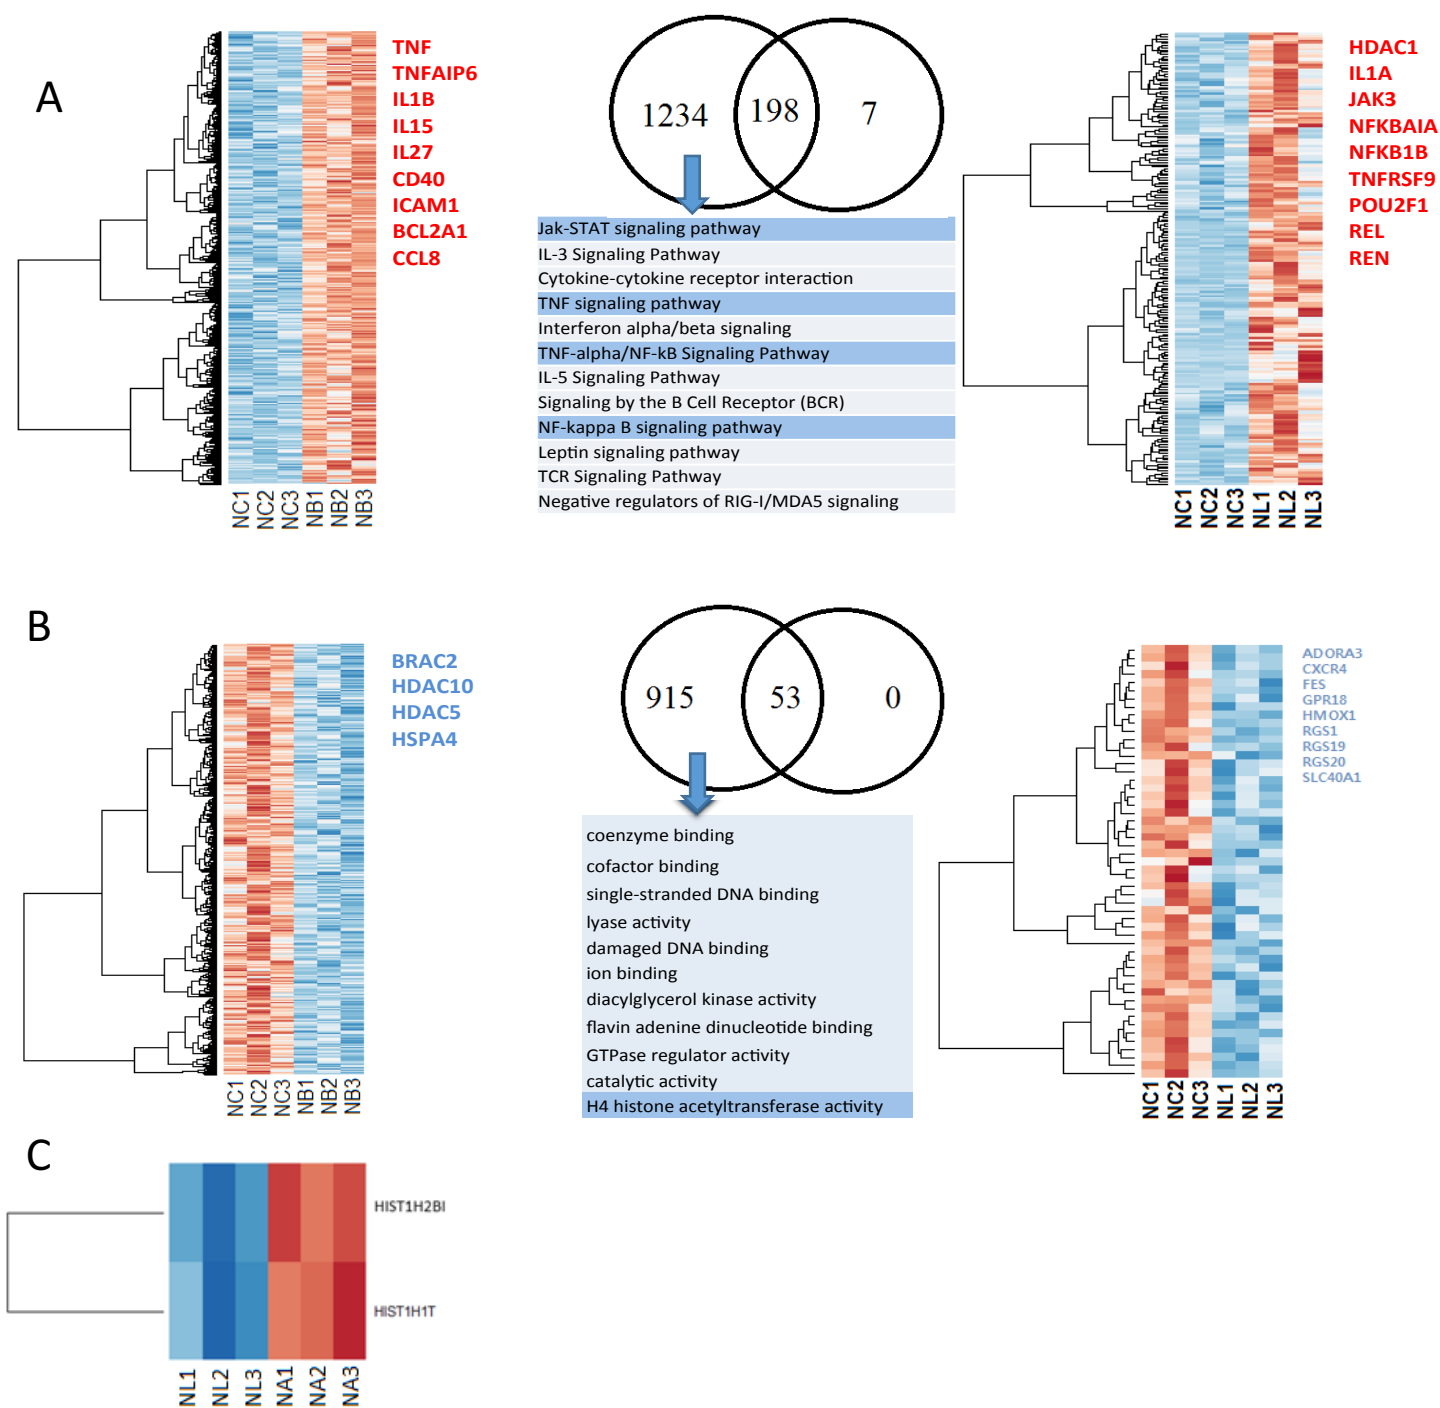 A
TNF
TNFAIP6
IL1B
IL15
IL27
CD40
ICAM1
BCL2A1
CCL8
NC1 NC2 NC3 NB1 NB2 NB3
1234 198 7
Jak-STAT signaling pathway
IL-3 Signaling Pathway
Cytokine-cytokine receptor interaction
TNF signaling pathway
Interferon alpha/beta signaling
TNF-alpha/NF-kB Signaling Pathway
IL-5 Signaling Pathway
Signaling by the B Cell Receptor (BCR)
NF-kappa B signaling pathway
Leptin signaling pathway
TCR Signaling Pathway
Negative regulators of RIG-I/MDA5 signaling
HDAC1
IL1A
JAK3
NFKBAIA
NFKB1B
TNFRSF9
POU2F1
REL
REN
NC1 NC2 NC3 NL1 NL2 NL3
B
BRAC2
HDAC10
HDAC5
HSPA4
NC1 NC2 NC3 NB1 NB2 NB3
915 53 0
coenzyme binding
cofactor binding
single-stranded DNA binding
lyase activity
damaged DNA binding
ion binding
diacylglycerol kinase activity
flavin adenine dinucleotide binding
GTPase regulator activity
catalytic activity
H4 histone acetyltransferase activity
ADORA3
CXCR4
FES
GPR18
HMOX1
RGS1
RGS19
RGS20
SLC40A1
NC1 NC2 NC3 NL1 NL2 NL3
C
HIST1H2BI
HIST1H1T
NL1 NL2 NL3 NA1 NA2 NA3